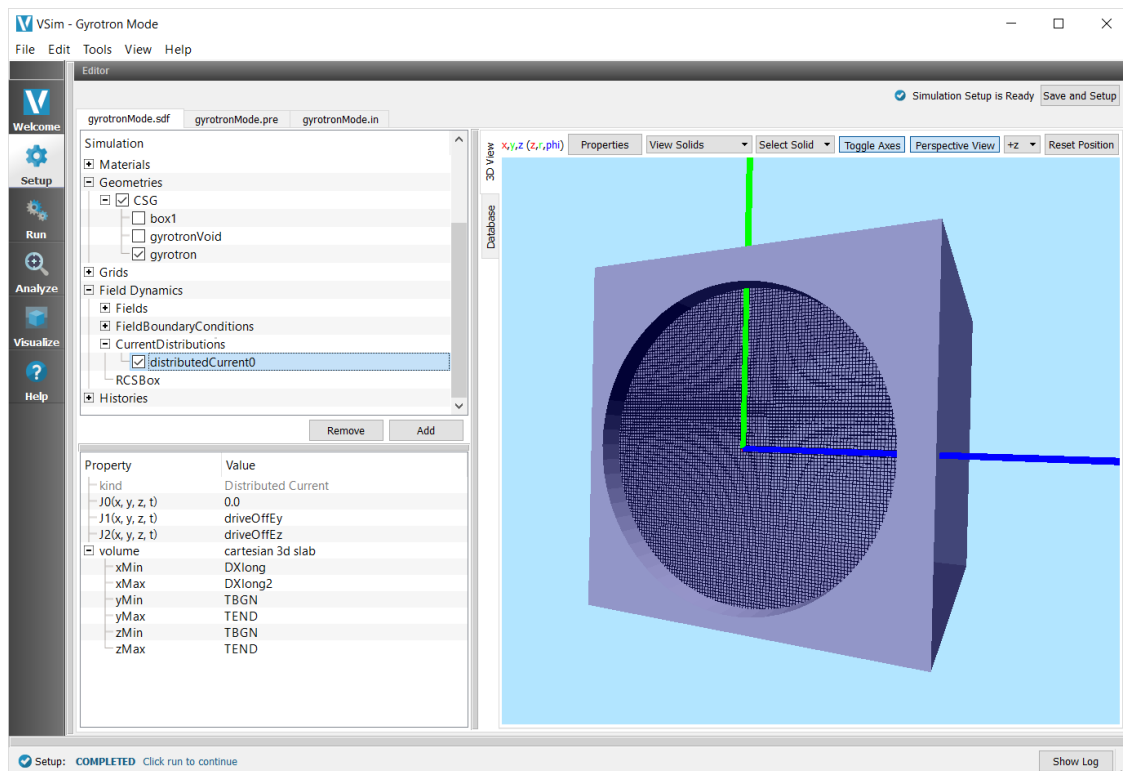 VSim - Gyrotron Mode
File Edit Tools View Help
Editor
Simulation Setup is Ready Save and Setup
Welcome
Setup
Run
Analyze
Visualize
Help
gyrotronMode.sdf gyrotronMode.pre gyrotronMode.in
Simulation
Materials
Geometries
CSG
box1
gyrotronVoid
gyrotron
Grids
Field Dynamics
Fields
FieldBoundaryConditions
CurrentDistributions
distributedCurrent0
RCSBox
Histories
Remove Add
Property Value
kind Distributed Current
J0(x, y, z, t) 0.0
J1(x, y, z, t) driveOffEy
J2(x, y, z, t) driveOffEz
volume cartesian 3d slab
xMin DXlong
xMax DXlong2
yMin TBGN
yMax TEND
zMin TBGN
zMax TEND
3D View
Database
x,y,z (z,r,phi) Properties View Solids Select Solid Toggle Axes Perspective View +z Reset Position
Setup: COMPLETED Click run to continue
Show Log